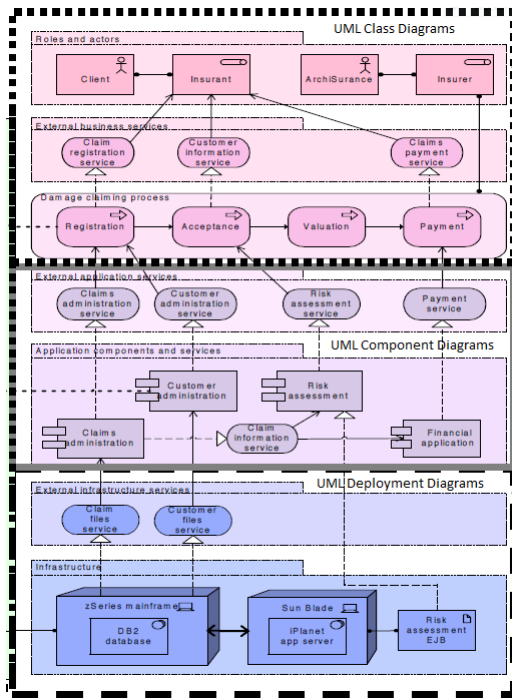 UML Class Diagrams
Roles and actors
Client
Insurant
ArchiSurance
Insurer
External business services
Claim
registration
service
Customer
information
service
Claims
payment
service
Damage claiming process
Registration
Acceptance
Valuation
Payment
External application services
Claims
administration
service
Customer
administration
service
Risk
assessment
service
Payment
service
UML Component Diagrams
Application components and services
Customer
administration
Risk
assessment
Claims
administration
Claim
information
service
Financial
application
UML Deployment Diagrams
External infrastructure services
Claim
files
service
Customer
files
service
Infrastructure
zSeries mainframe
DB2
database
Sun Blade
iPlanet
app server
Risk
assessment
EJB